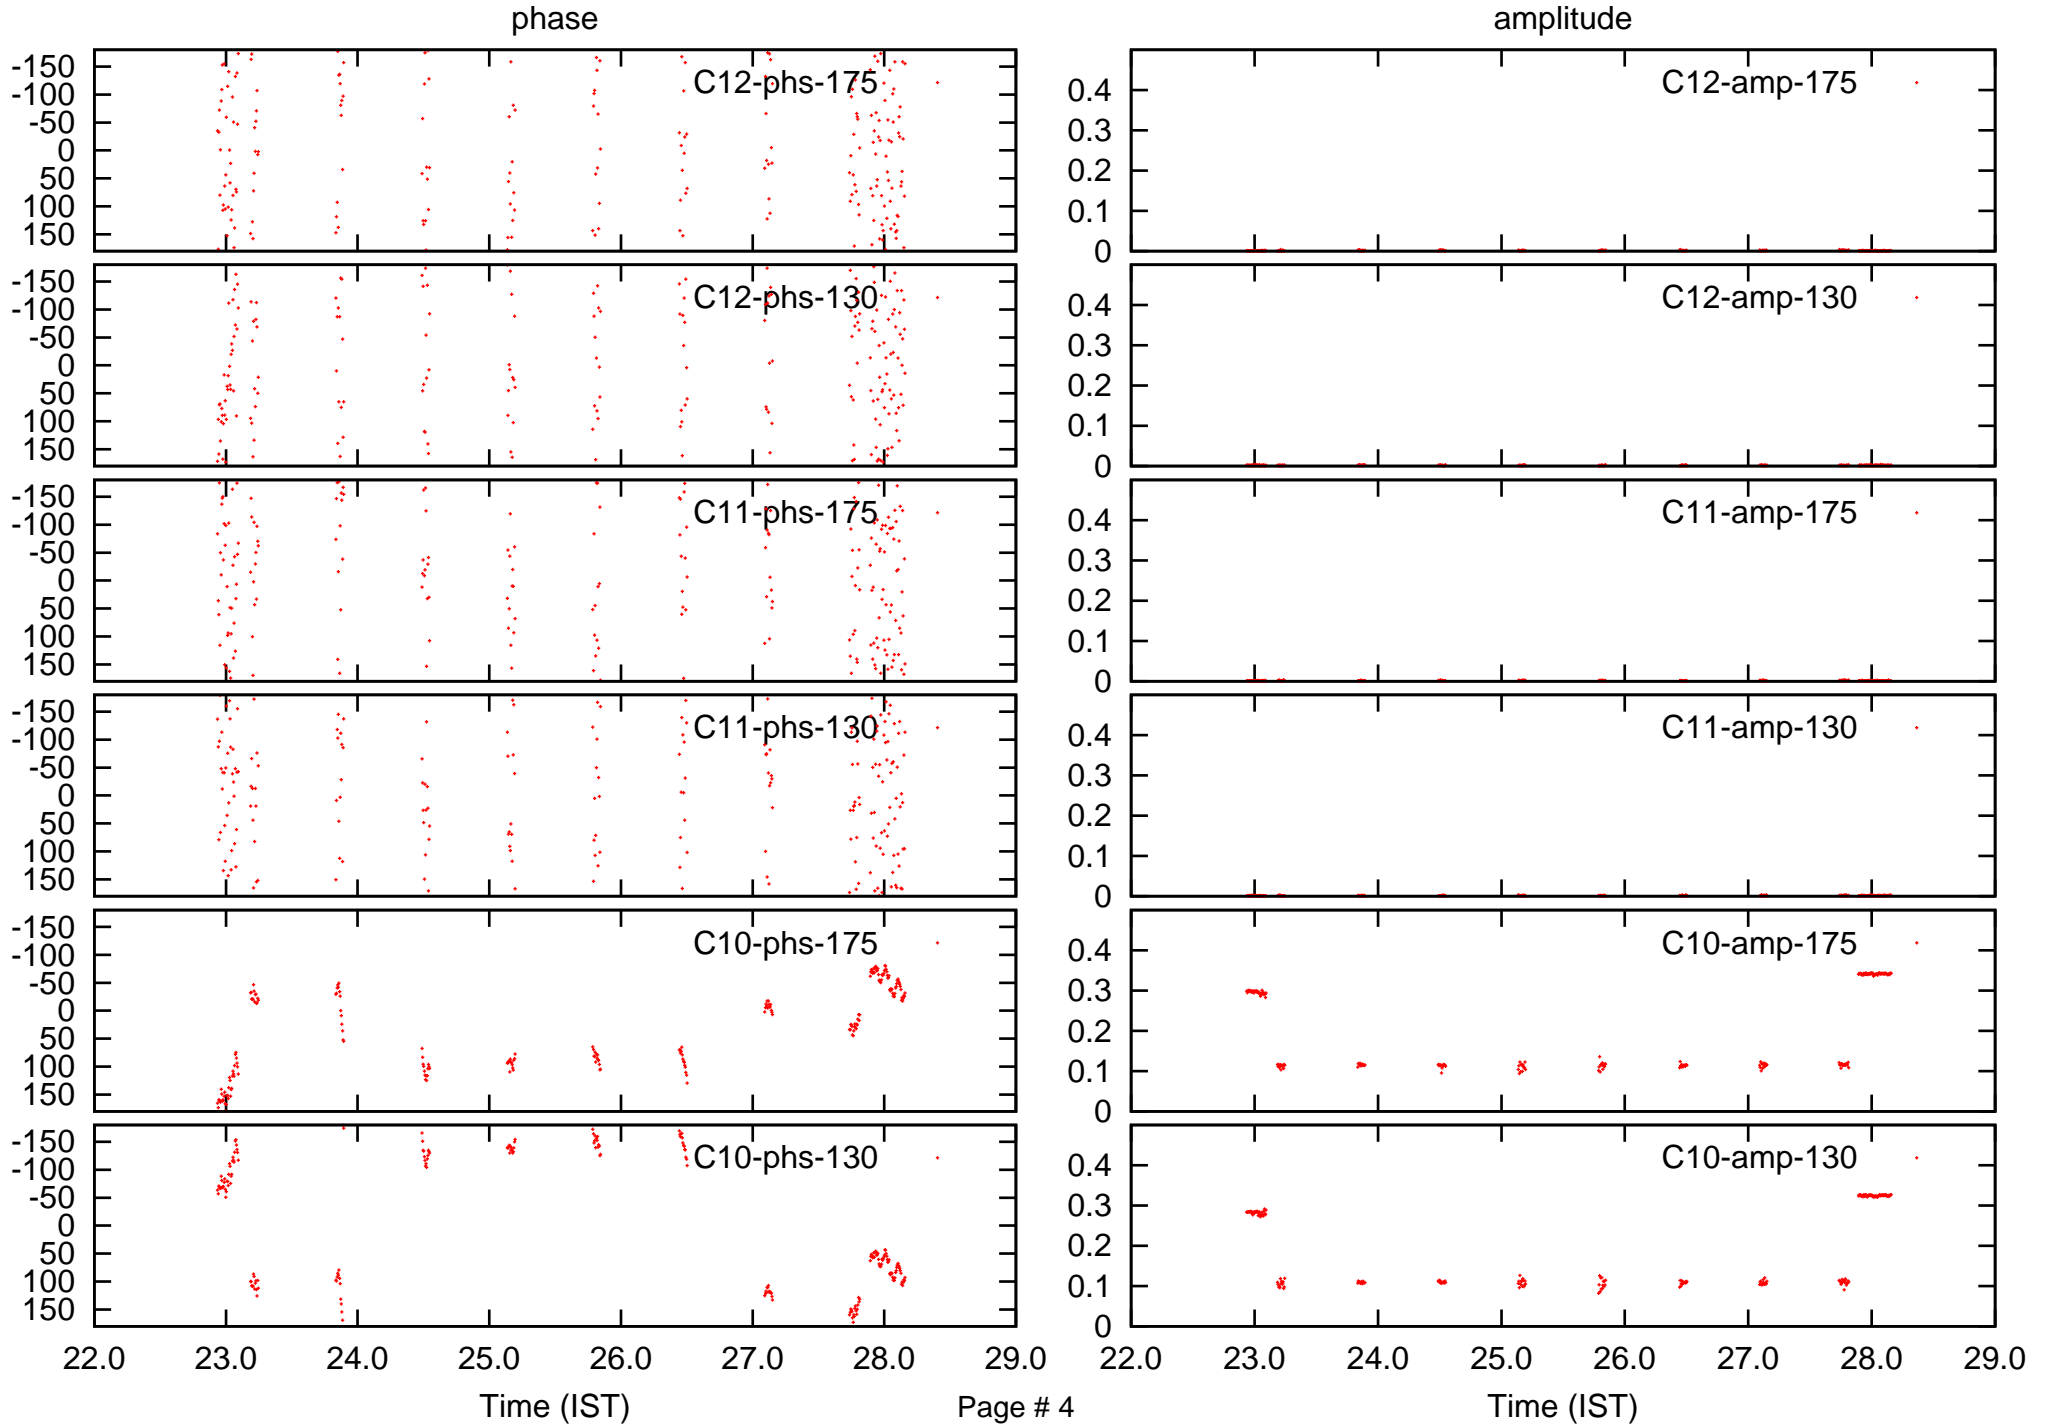 phase amplitude
-150 -100 -50 0 50 100 150 C12-phs-175 0.4 0.3 0.2 0.1 0 C12-amp-175
-150 -100 -50 0 50 100 150 C12-phs-130 0.4 0.3 0.2 0.1 0 C12-amp-130
-150 -100 -50 0 50 100 150 C11-phs-175 0.4 0.3 0.2 0.1 0 C11-amp-175
-150 -100 -50 0 50 100 150 C11-phs-130 0.4 0.3 0.2 0.1 0 C11-amp-130
-150 -100 -50 0 50 100 150 C10-phs-175 0.4 0.3 0.2 0.1 0 C10-amp-175
-150 -100 -50 0 50 100 150 C10-phs-130 0.4 0.3 0.2 0.1 0 C10-amp-130
22.0 23.0 24.0 25.0 26.0 27.0 28.0 29.0 22.0 23.0 24.0 25.0 26.0 27.0 28.0 29.0
Time (IST) Page # 4 Time (IST)